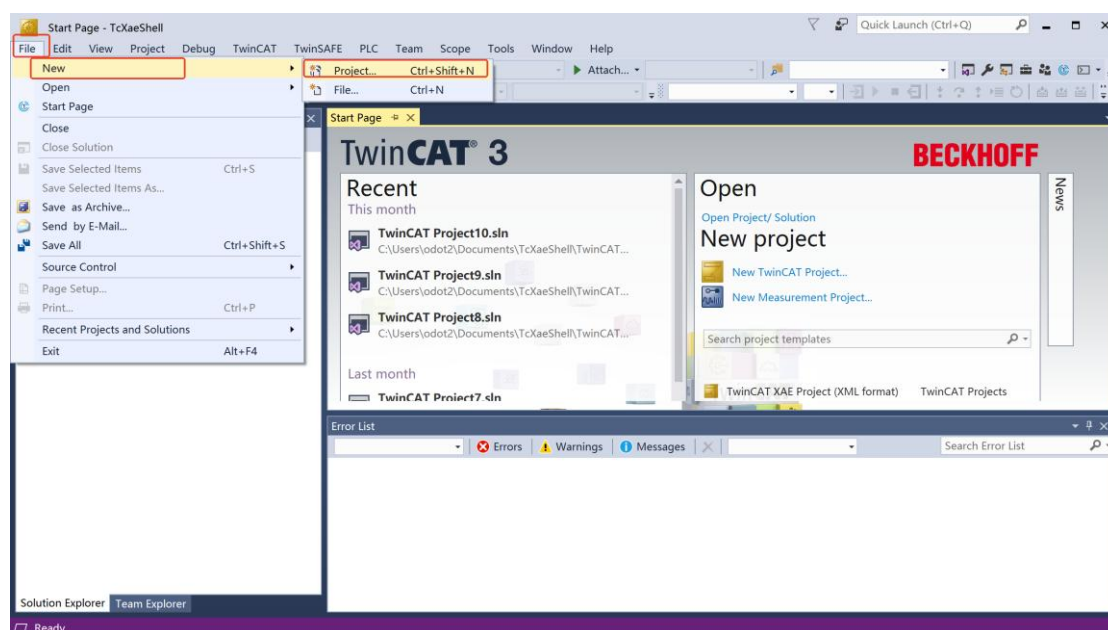 Start Page - TcXaeShell
Quick Launch (Ctrl+Q)
File Edit View Project Debug TwinCAT TwinSAFE PLC Team Scope Tools Window Help
New
Project... Ctrl+Shift+N
Attach...
Open
File... Ctrl+N
Start Page
Close
Close Solution
Save Selected Items Ctrl+S
Save Selected Items As...
Save as Archive...
Send by E-Mail...
Save All Ctrl+Shift+S
Source Control
Page Setup...
Print... Ctrl+P
Recent Projects and Solutions
Exit Alt+F4
Start Page
TwinCAT® 3
BECKHOFF
Recent
This month
TwinCAT Project10.sln
C:\Users\odot2\Documents\TcXaeShell\TwinCAT...
TwinCAT Project9.sln
C:\Users\odot2\Documents\TcXaeShell\TwinCAT...
TwinCAT Project8.sln
C:\Users\odot2\Documents\TcXaeShell\TwinCAT...
Last month
TwinCAT Project7.sln
Open
Open Project/ Solution
New project
New TwinCAT Project...
New Measurement Project...
Search project templates
TwinCAT XAE Project (XML format) TwinCAT Projects
News
Error List
Errors Warnings Messages
Search Error List
Solution Explorer Team Explorer
Ready